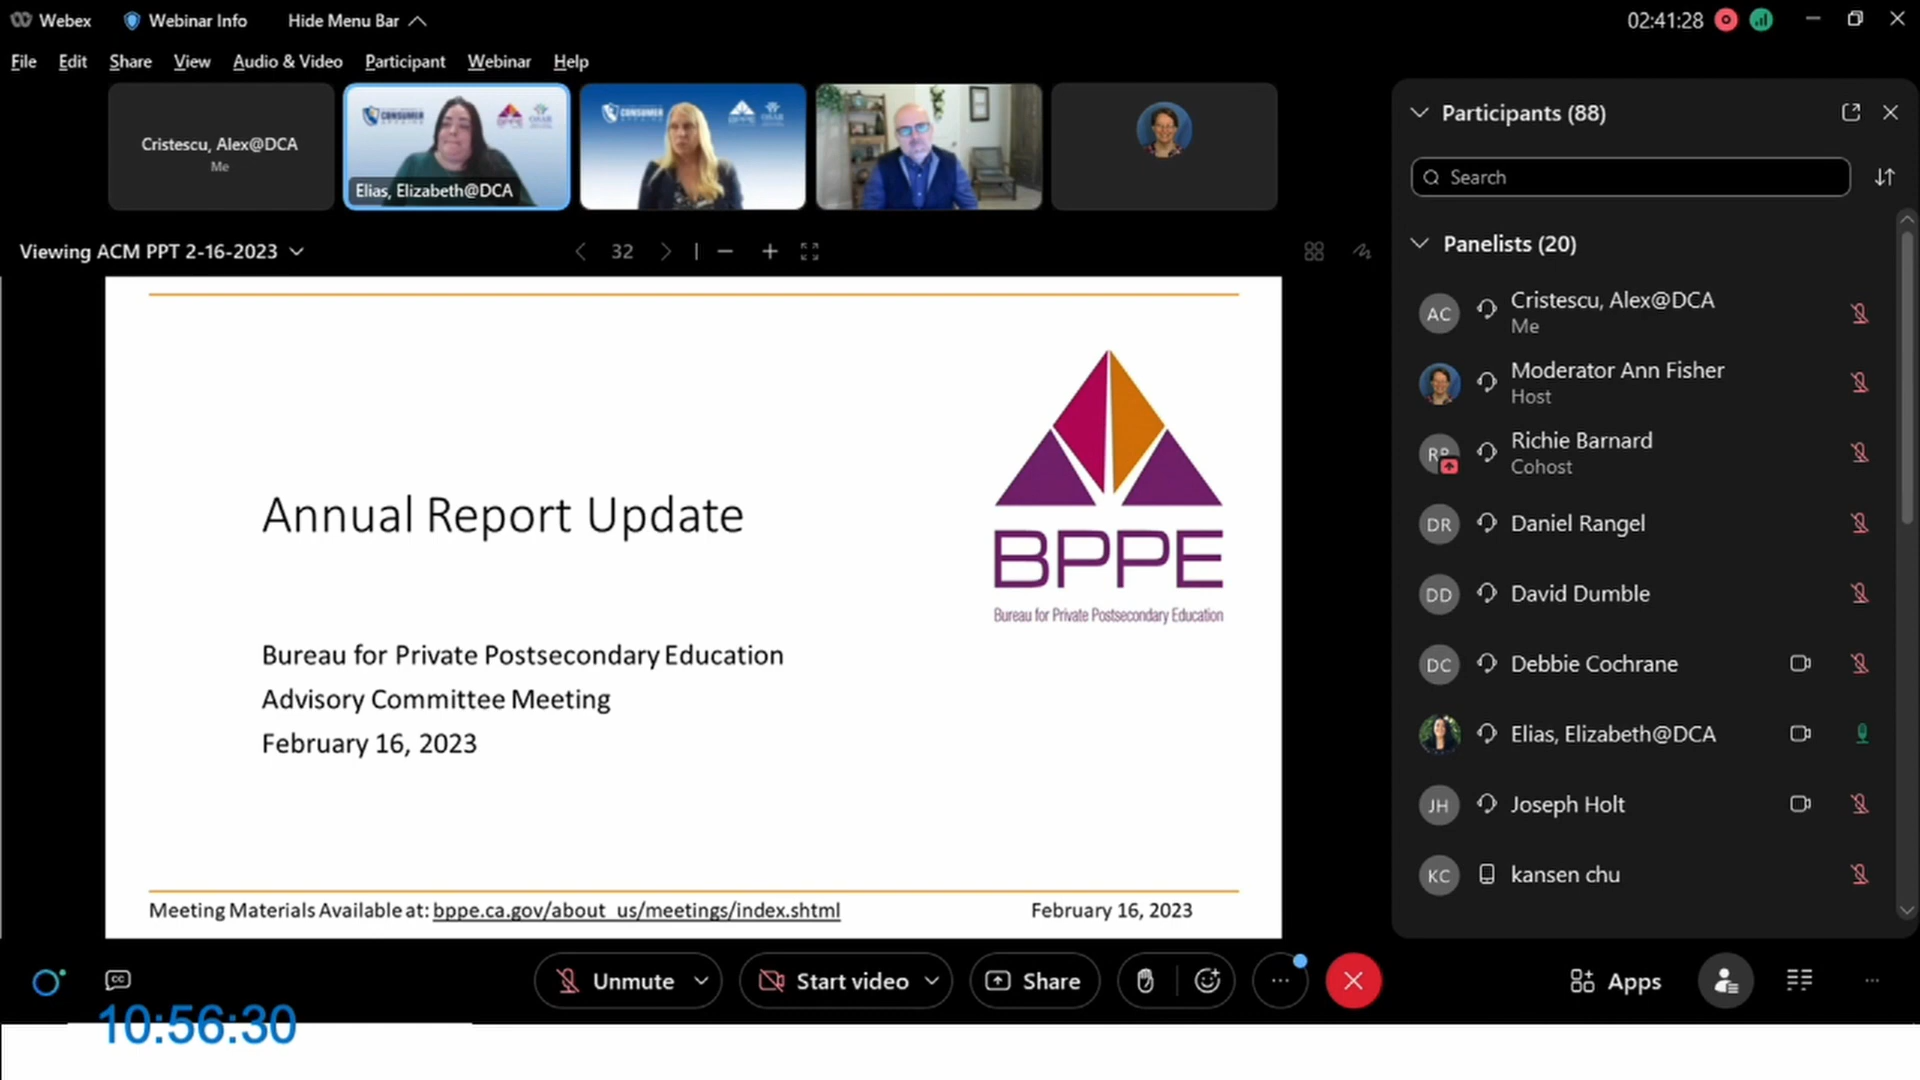 Webex
Webinar Info
Hide Menu Bar
02:41:28
File
Edit
Share
View
Audio & Video
Participant
Webinar
Help
Cristescu, Alex@DCA
Me
CONSUMER
Elias, Elizabeth@DCA
CONSUMER
Viewing ACM PPT 2-16-2023
32
Annual Report Update
BPPE
Bureau for Private Postsecondary Education
Bureau for Private Postsecondary Education
Advisory Committee Meeting
February 16, 2023
Meeting Materials Available at: bppe.ca.gov/about_us/meetings/index.shtml
February 16, 2023
Participants (88)
Search
Panelists (20)
AC
Cristescu, Alex@DCA
Me
Moderator Ann Fisher
Host
Richie Barnard
Cohost
DR
Daniel Rangel
DD
David Dumble
DC
Debbie Cochrane
Elias, Elizabeth@DCA
JH
Joseph Holt
KC
kansen chu
CC
Unmute
Start video
Share
Apps
10:56:30